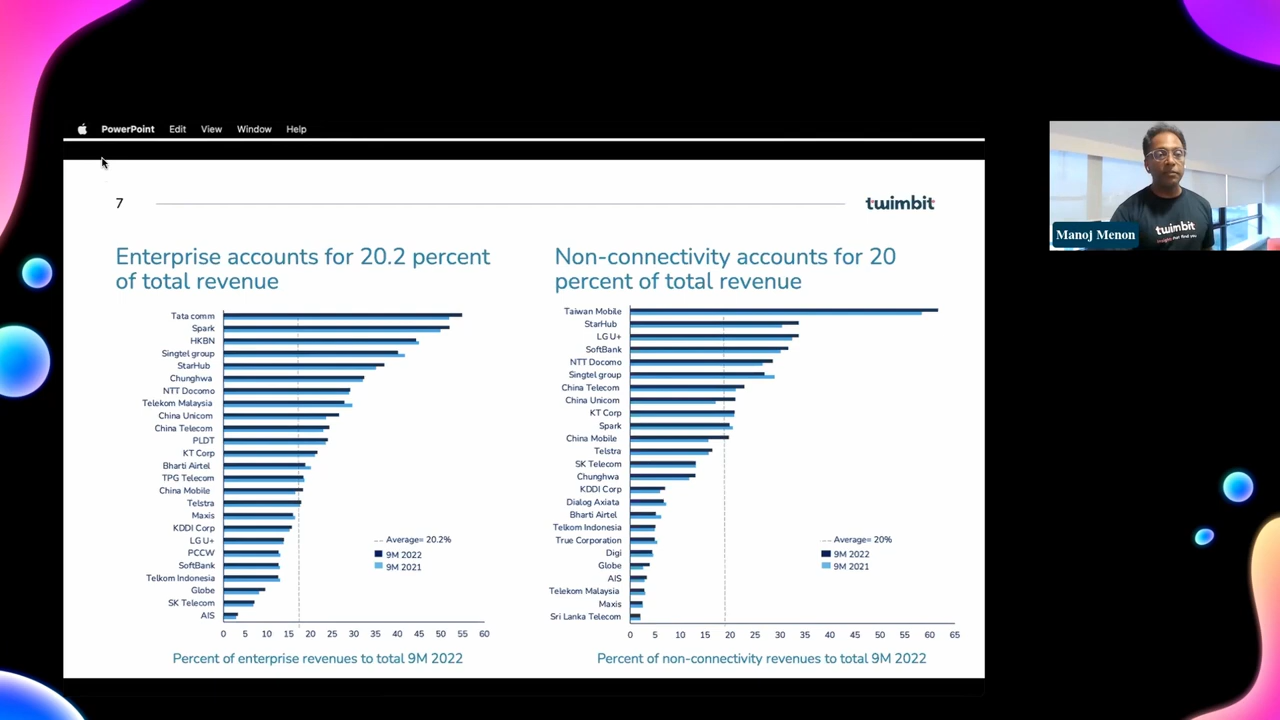 PowerPoint Edit View Window Help
7
twimbit
Enterprise accounts for 20.2 percent
of total revenue
Tata comm
Spark
HKBN
Singtel group
StarHub
Chunghwa
NTT Docomo
Telekom Malaysia
China Unicom
China Telecom
PLDT
KT Corp
Bharti Airtel
TPG Telecom
China Mobile
Telstra
Maxis
KDDI Corp
LG U+
PCCW
SoftBank
Telkom Indonesia
Globe
SK Telecom
AIS
Average= 20.2%
9M 2022
9M 2021
0 5 10 15 20 25 30 35 40 45 50 55 60
Percent of enterprise revenues to total 9M 2022
Non-connectivity accounts for 20
percent of total revenue
Taiwan Mobile
StarHub
LG U+
SoftBank
NTT Docomo
Singtel group
China Telecom
China Unicom
KT Corp
Spark
China Mobile
Telstra
SK Telecom
Chunghwa
KDDI Corp
Dialog Axiata
Bharti Airtel
Telkom Indonesia
True Corporation
Digi
Globe
AIS
Telekom Malaysia
Maxis
Sri Lanka Telecom
Average= 20%
9M 2022
9M 2021
0 5 10 15 20 25 30 35 40 45 50 55 60 65
Percent of non-connectivity revenues to total 9M 2022
twimbit
Manoj Menon